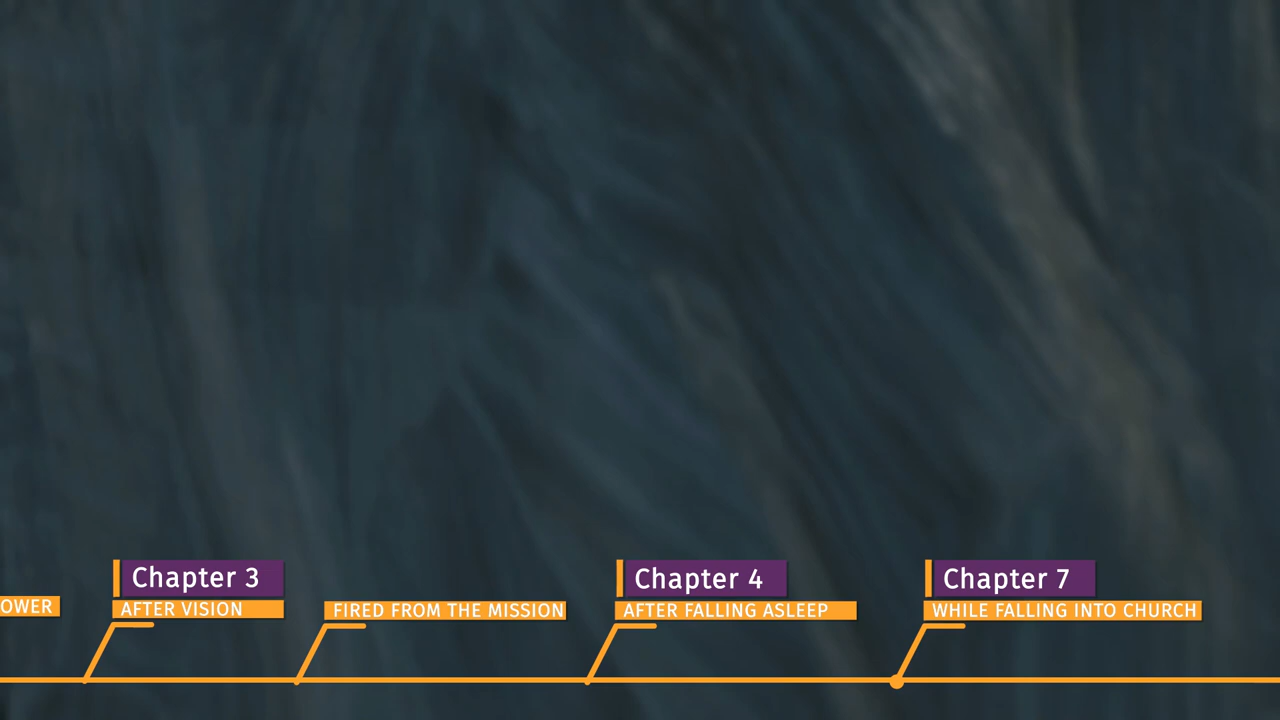 Chapter 3
Chapter 4
Chapter 7
OWER
AFTER VISION
FIRED FROM THE MISSION
AFTER FALLING ASLEEP
WHILE FALLING INTO CHURCH